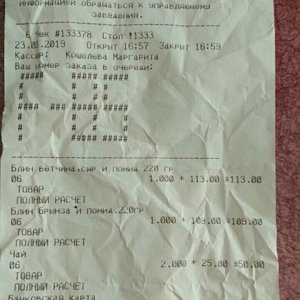 информацией обращаться к управляющему
заведения.
Чек #133378 Стол !1333
23.03.2019 Открыт 16:57 Закрыт 16:59
Кассир: Кошелева Маргарита
Ваш номер заказа в очереди:
Блин Ветчина,сыр и помид 220 гр
06 1.000 * 113.00 =113.00
ТОВАР
ПОЛНЫЙ РАСЧЕТ
Блин Брынза и помид.220гр
06 1.000 * 109.00 =109.00
ТОВАР
ПОЛНЫЙ РАСЧЕТ
Чай
06 2.000 * 25.00 =50.00
ТОВАР
ПОЛНЫЙ РАСЧЕТ
Банковская карта